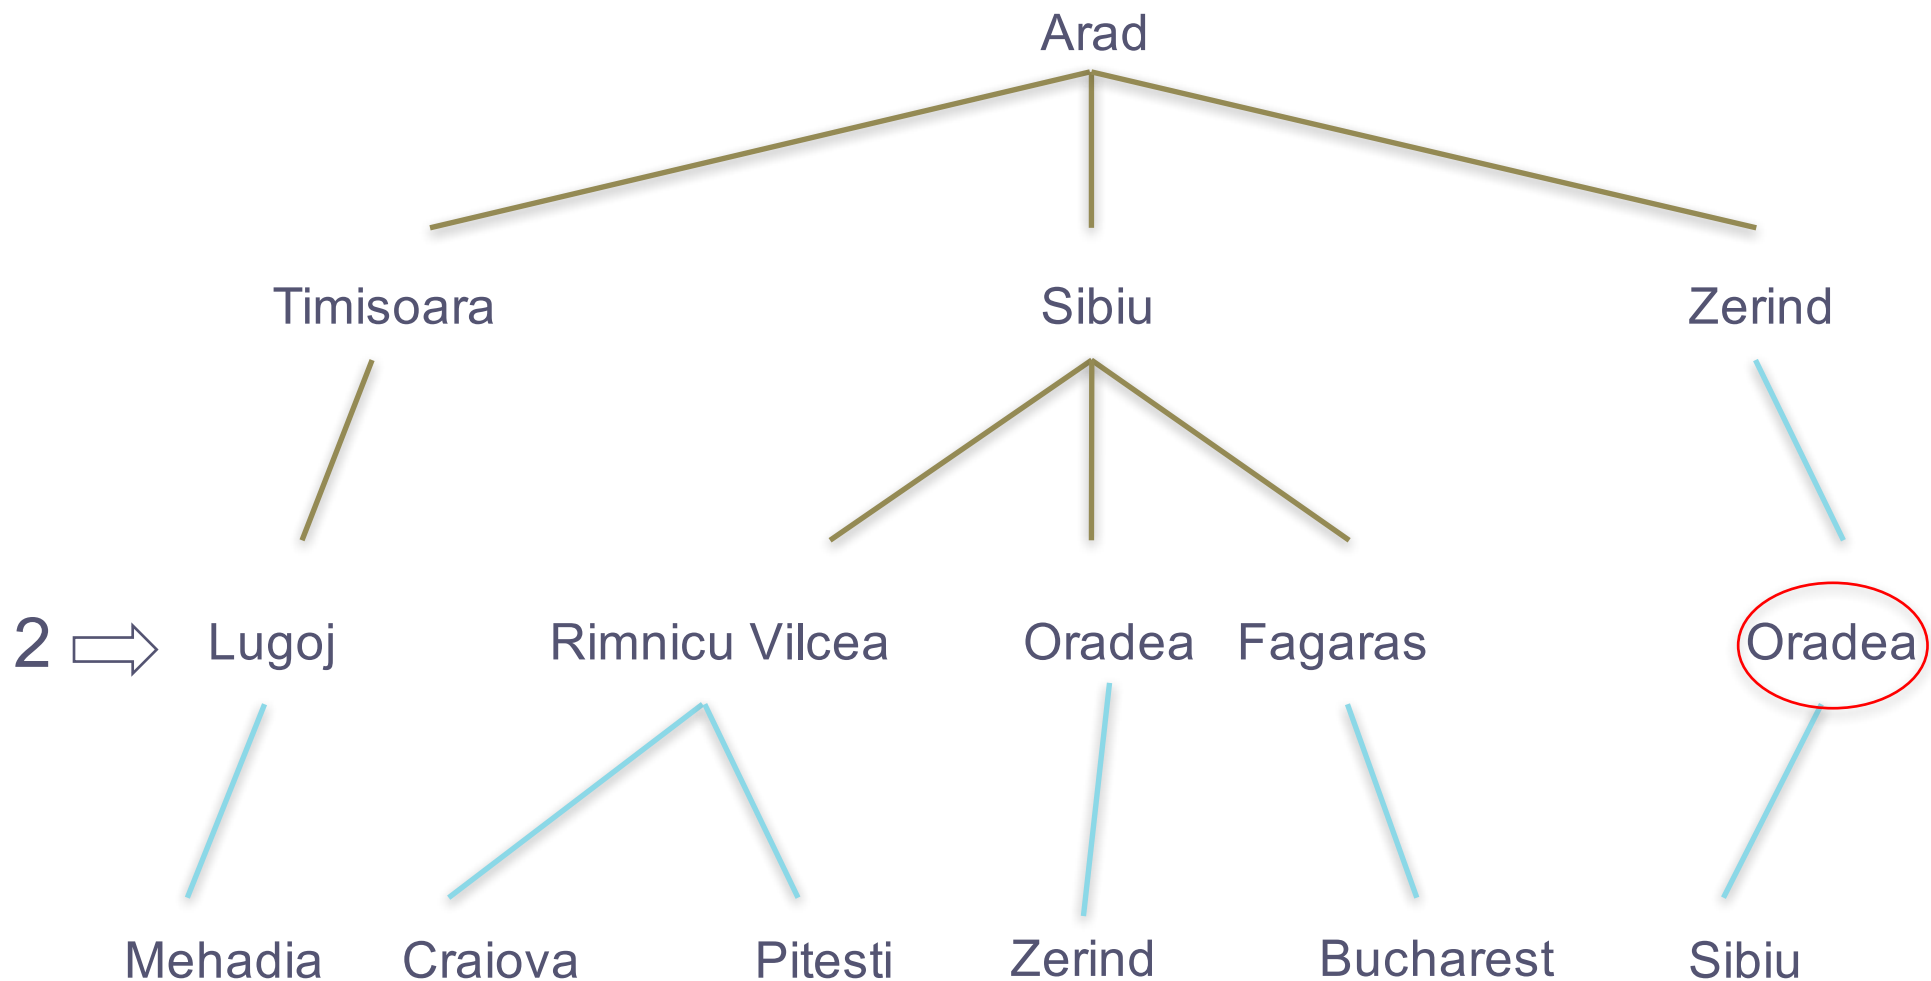 Arad
Timisoara Sibiu Zerind
2 Lugoj Rimnicu Vilcea Oradea Fagaras Oradea
Mehadia Craiova Pitesti Zerind Bucharest Sibiu